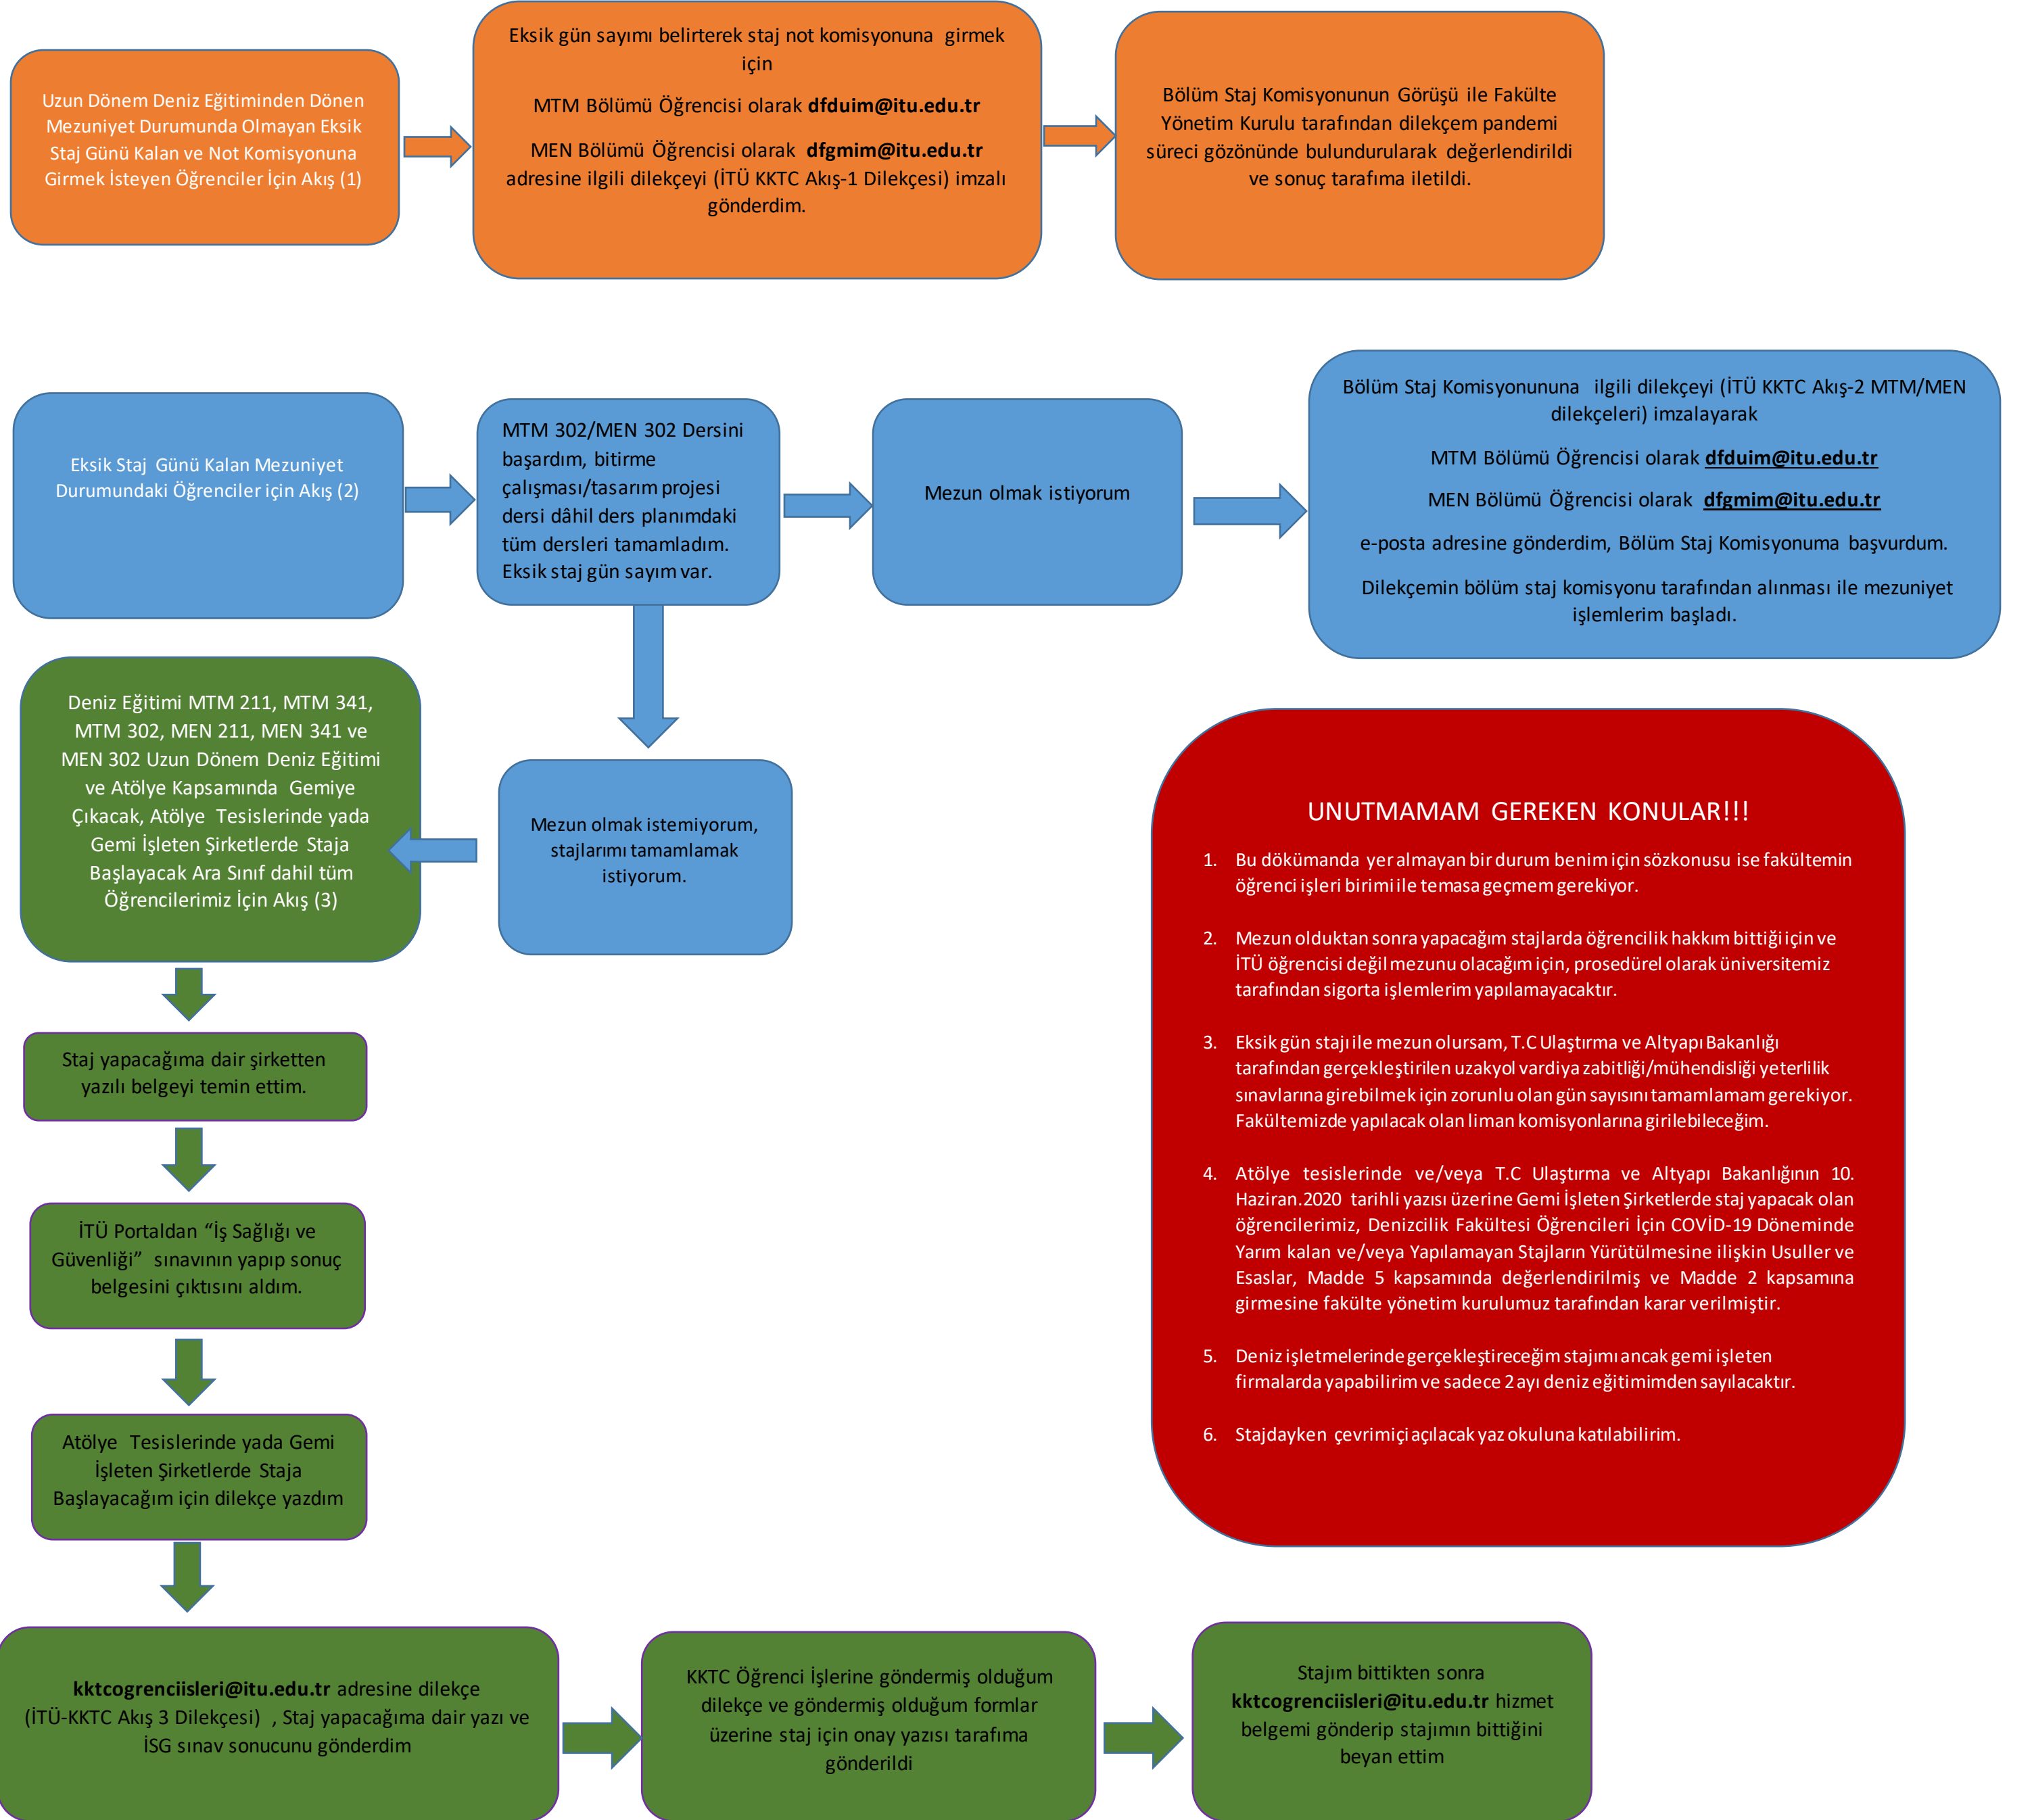 Uzun Dönem Deniz Eğitiminden Dönen
Mezuniyet Durumunda Olmayan Eksik
Staj Günü Kalan ve Not Komisyonuna
Girmek İsteyen Öğrenciler İçin Akış (1)
Eksik gün sayımı belirterek staj not komisyonuna girmek
için
MTM Bölümü Öğrencisi olarak dfduim@itu.edu.tr
MEN Bölümü Öğrencisi olarak dfgmim@itu.edu.tr
adresine ilgili dilekçeyi (İTÜ KKTC Akış-1 Dilekçesi) imzalı
gönderdim.
Bölüm Staj Komisyonunun Görüşü ile Fakülte
Yönetim Kurulu tarafından dilekçem pandemi
süreci gözönünde bulundurularak değerlendirildi
ve sonuç tarafıma iletildi.
Eksik Staj Günü Kalan Mezuniyet
Durumundaki Öğrenciler için Akış (2)
MTM 302/MEN 302 Dersini
başardım, bitirme
çalışması/tasarım projesi
dersi dâhil ders planımdaki
tüm dersleri tamamladım.
Eksik staj gün sayım var.
Mezun olmak istiyorum
Bölüm Staj Komisyonununa ilgili dilekçeyi (İTÜ KKTC Akış-2 MTM/MEN
dilekçeleri) imzalayarak
MTM Bölümü Öğrencisi olarak dfduim@itu.edu.tr
MEN Bölümü Öğrencisi olarak dfgmim@itu.edu.tr
e-posta adresine gönderdim, Bölüm Staj Komisyonuma başvurdum.
Dilekçemin bölüm staj komisyonu tarafından alınması ile mezuniyet
işlemlerim başladı.
Mezun olmak istemiyorum,
stajlarımı tamamlamak
istiyorum.
Deniz Eğitimi MTM 211, MTM 341,
MTM 302, MEN 211, MEN 341 ve
MEN 302 Uzun Dönem Deniz Eğitimi
ve Atölye Kapsamında Gemiye
Çıkacak, Atölye Tesislerinde yada
Gemi İşleten Şirketlerde Staja
Başlayacak Ara Sınıf dahil tüm
Öğrencilerimiz İçin Akış (3)
Staj yapacağıma dair şirketten
yazılı belgeyi temin ettim.
İTÜ Portaldan “İş Sağlığı ve
Güvenliği” sınavının yapıp sonuç
belgesini çıktısını aldım.
Atölye Tesislerinde yada Gemi
İşleten Şirketlerde Staja
Başlayacağım için dilekçe yazdım
kktcogrenciisleri@itu.edu.tr adresine dilekçe
(İTÜ-KKTC Akış 3 Dilekçesi) , Staj yapacağıma dair yazı ve
İSG sınav sonucunu gönderdim
KKTC Öğrenci İşlerine göndermiş olduğum
dilekçe ve göndermiş olduğum formlar
üzerine staj için onay yazısı tarafıma
gönderildi
Stajım bittikten sonra
kktcogrenciisleri@itu.edu.tr hizmet
belgemi gönderip stajımın bittiğini
beyan ettim
UNUTMAMAM GEREKEN KONULAR!!!
1. Bu dökümanda yer almayan bir durum benim için sözkonusu ise fakültemin
öğrenci işleri birimi ile temasa geçmem gerekiyor.
2. Mezun olduktan sonra yapacağım stajlarda öğrencilik hakkım bittiği için ve
İTÜ öğrencisi değil mezunu olacağım için, prosedürel olarak üniversitemiz
tarafından sigorta işlemlerim yapılamayacaktır.
3. Eksik gün stajı ile mezun olursam, T.C Ulaştırma ve Altyapı Bakanlığı
tarafından gerçekleştirilen uzakyol vardiya zabitliği/mühendisliği yeterlilik
sınavlarına girebilmek için zorunlu olan gün sayısını tamamlamam gerekiyor.
Fakültemizde yapılacak olan liman komisyonlarına girilebileceğim.
4. Atölye tesislerinde ve/veya T.C Ulaştırma ve Altyapı Bakanlığının 10.
Haziran.2020 tarihli yazısı üzerine Gemi İşleten Şirketlerde staj yapacak olan
öğrencilerimiz, Denizcilik Fakültesi Öğrencileri İçin COVİD-19 Döneminde
Yarım kalan ve/veya Yapılamayan Stajların Yürütülmesine ilişkin Usuller ve
Esaslar, Madde 5 kapsamında değerlendirilmiş ve Madde 2 kapsamına
girmesine fakülte yönetim kurulumuz tarafından karar verilmiştir.
5. Deniz işletmelerinde gerçekleştireceğim stajımı ancak gemi işleten
firmalarda yapabilirim ve sadece 2 ayı deniz eğitimimden sayılacaktır.
6. Stajdayken çevrimiçi açılacak yaz okuluna katılabilirim.